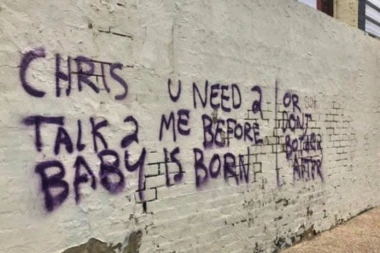 CHRIS U NEED 2
TALK 2 ME BEFORE
BABY IS BORN
OR
DON'T
BOTHER
AFTER